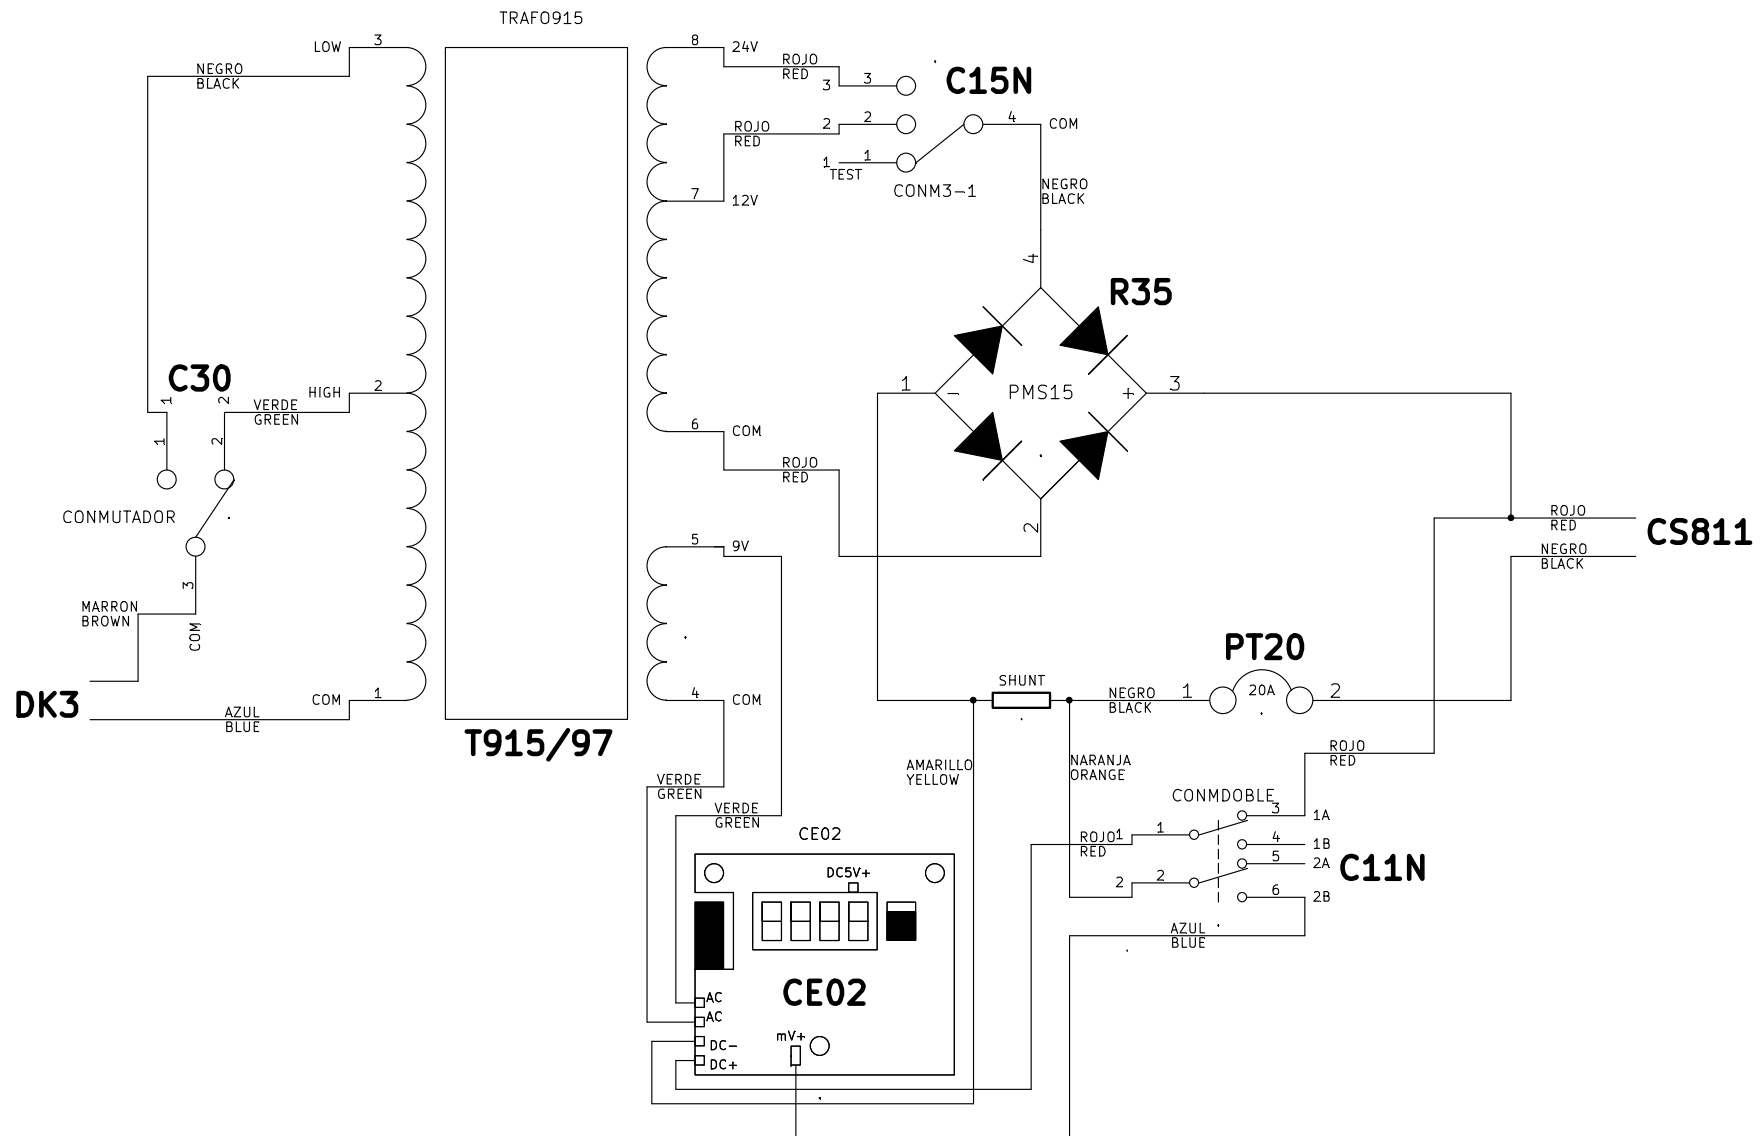 TRAFO915
LOW
3
8
24V
NEGRO
BLACK
ROJO
RED
3
3
C15N
ROJO
RED
2
2
4
COM
1
1
TEST
CONM3-1
7
12V
NEGRO
BLACK
4
R35
C30
1
2
HIGH
2
VERDE
GREEN
1
2
1
PMS15
-
+
3
6
COM
ROJO
RED
2
CONMUTADOR
ROJO
RED
CS811
NEGRO
BLACK
5
9V
3
MARRON
BROWN
COM
DK3
AZUL
BLUE
COM
1
4
COM
T915/97
SHUNT
NEGRO
BLACK
PT20
1
20A
2
AMARILLO
YELLOW
NARANJA
ORANGE
ROJO
RED
VERDE
GREEN
VERDE
GREEN
CONMDOBLE
3
1A
CE02
ROJO
RED
1
1
4
1B
5
2A
C11N
2
2
6
2B
DC5V+
AZUL
BLUE
CE02
AC
AC
mV+
DC-
DC+